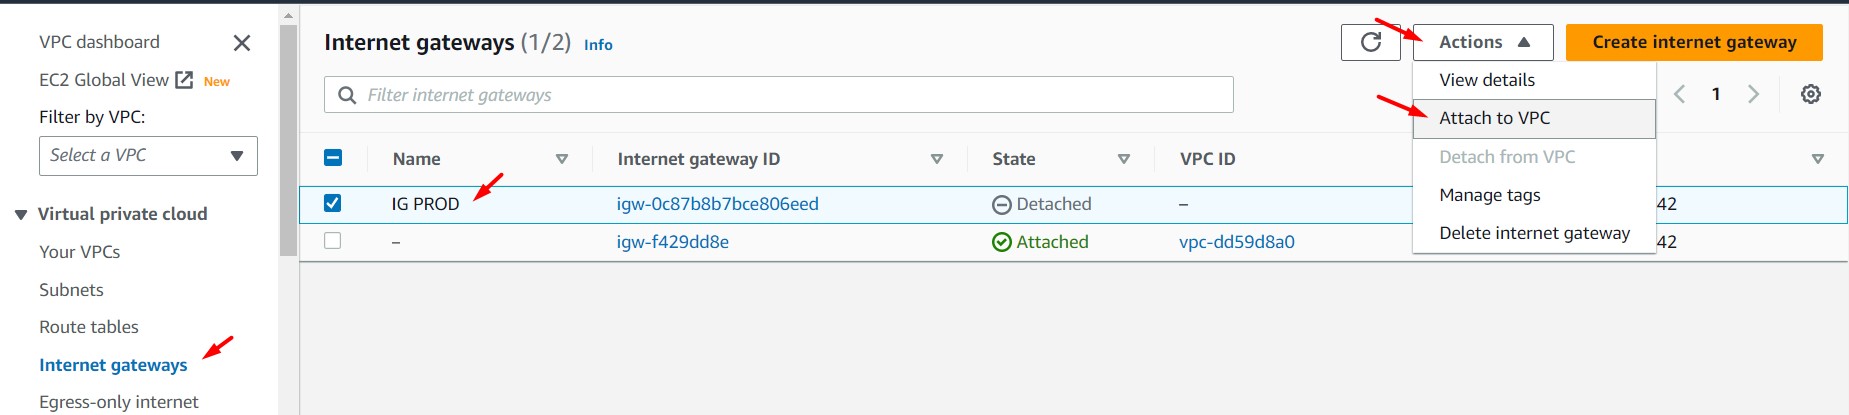 VPC dashboard
EC2 Global View New
Filter by VPC:
Select a VPC
Virtual private cloud
Your VPCs
Subnets
Route tables
Internet gateways
Egress-only internet
Internet gateways (1/2) Info
Actions
Create internet gateway
Filter internet gateways
1
View details
Attach to VPC
Detach from VPC
Manage tags
Delete internet gateway
Name Internet gateway ID State VPC ID
IG PROD igw-0c87b8b7bce806eed Detached – 42
– igw-f429dd8e Attached vpc-dd59d8a0 42